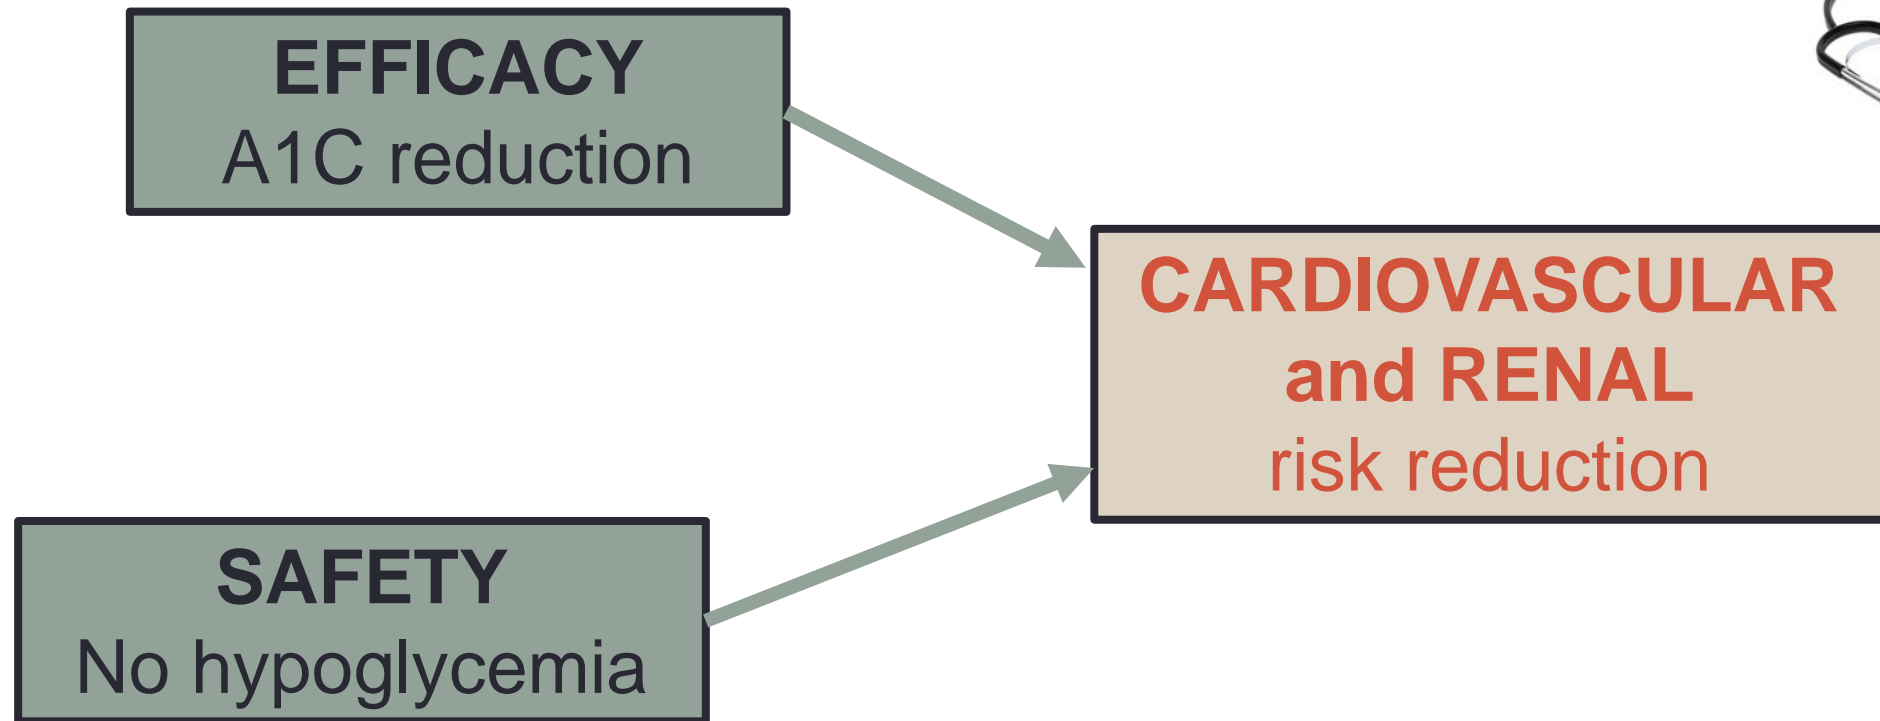 EFFICACY
A1C reduction
CARDIOVASCULAR
and RENAL
risk reduction
SAFETY
No hypoglycemia